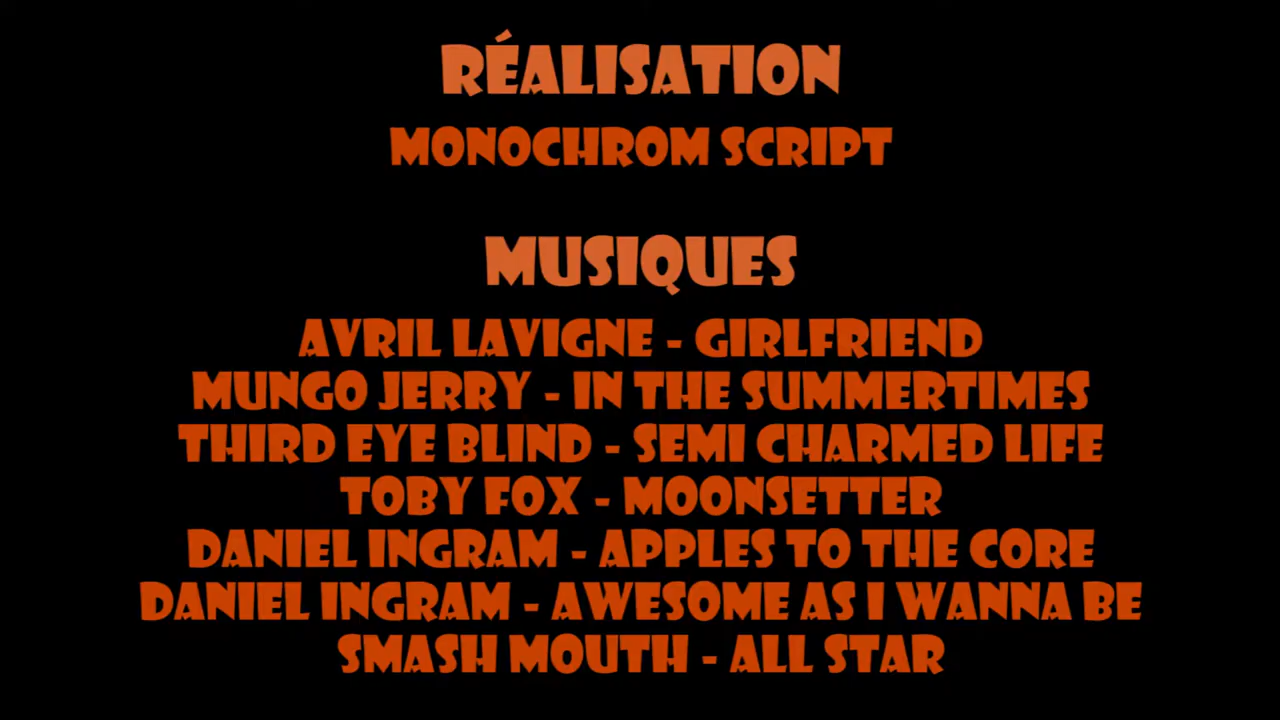 RÉALISATION
MONOCHROM SCRIPT
MUSIQUES
AVRIL LAVIGNE - GIRLFRIEND
MUNGO JERRY - IN THE SUMMERTIMES
THIRD EYE BLIND - SEMI CHARMED LIFE
TOBY FOX - MOONSETTER
DANIEL INGRAM - APPLES TO THE CORE
DANIEL INGRAM - AWESOME AS I WANNA BE
SMASH MOUTH - ALL STAR